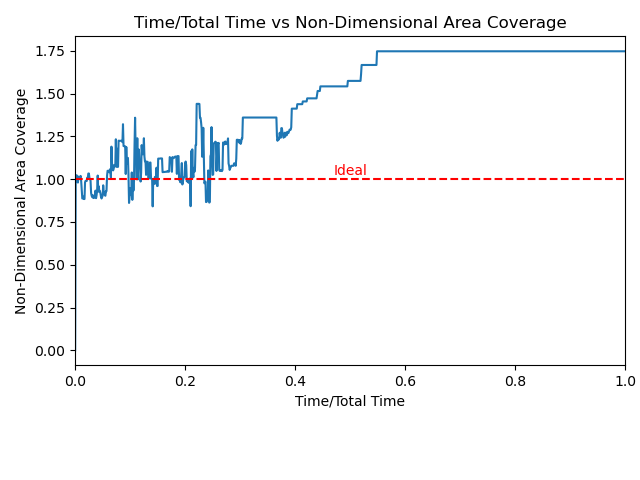 Time/Total Time vs Non-Dimensional Area Coverage
Non-Dimensional Area Coverage
1.75
1.50
1.25
1.00
0.75
0.50
0.25
0.00
Ideal
0.0 0.2 0.4 0.6 0.8 1.0
Time/Total Time